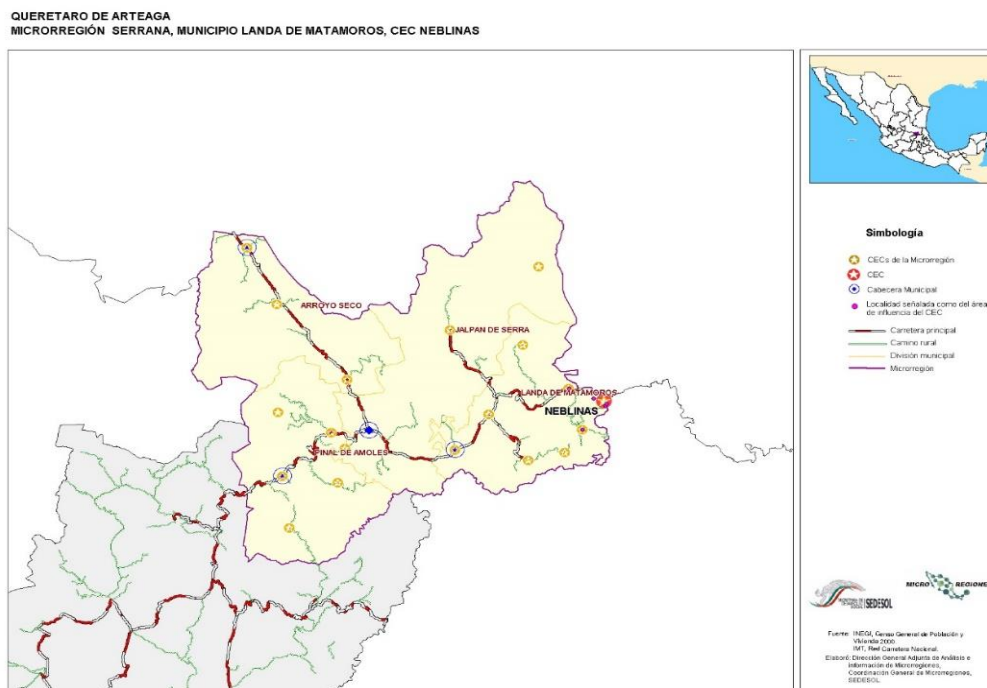 QUERETARO DE ARTEAGA
MICRORREGIÓN SERRANA, MUNICIPIO LANDA DE MATAMOROS, CEC NEBLINAS
ARROYO SECO
JALPAN DE SERRA
LANDA DE MATAMOROS
NEBLINAS
PINAL DE AMOLES
Simbología
CECs de la Microrregión
CEC
Cabecera Municipal
Localidad señalada como del área
de influencia del CEC
Carretera principal
Camino rural
División municipal
Microrregión
SEDESOL
MICRO REGIONES
Fuente: INEGI, Censo General de Población y
Vivienda 2000.
IMT, Red Carretera Nacional.
Elaboró: Dirección General Adjunta de Análisis e
Información de Microrregiones,
Coordinación General de Microrregiones,
SEDESOL